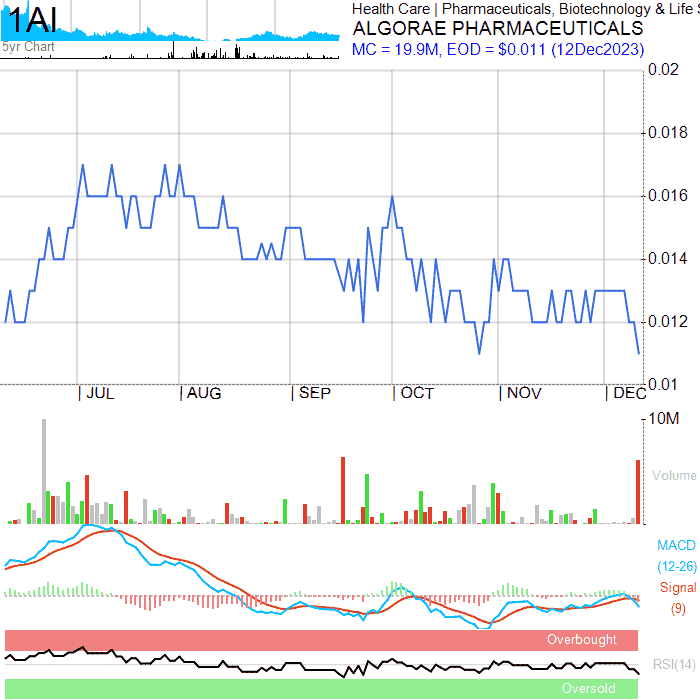 1AI
5yr Chart
Health Care | Pharmaceuticals, Biotechnology & Life S
ALGORAE PHARMACEUTICALS
MC = 19.9M, EOD = $0.011 (12Dec2023)
0.02
0.018
0.016
0.014
0.012
0.01
| JUL | AUG | SEP | OCT | NOV | DEC
10M
Volume
MACD
(12-26)
Signal
(9)
Overbought
RSI(14)
Oversold